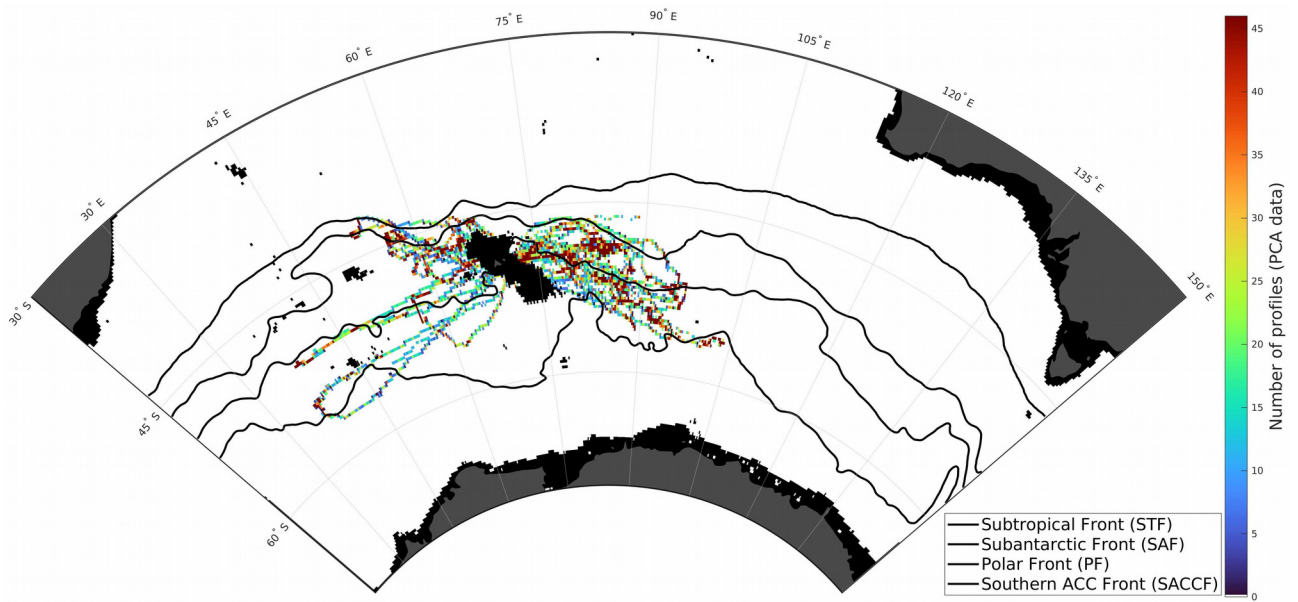 75° E
90° E
60° E
105° E
45° E
120° E
30° E
135° E
150° E
30° S
45° S
60° S
45
40
35
30
25
20
15
10
5
0
Number of profiles (PCA data)
Subtropical Front (STF)
Subantarctic Front (SAF)
Polar Front (PF)
Southern ACC Front (SACCF)